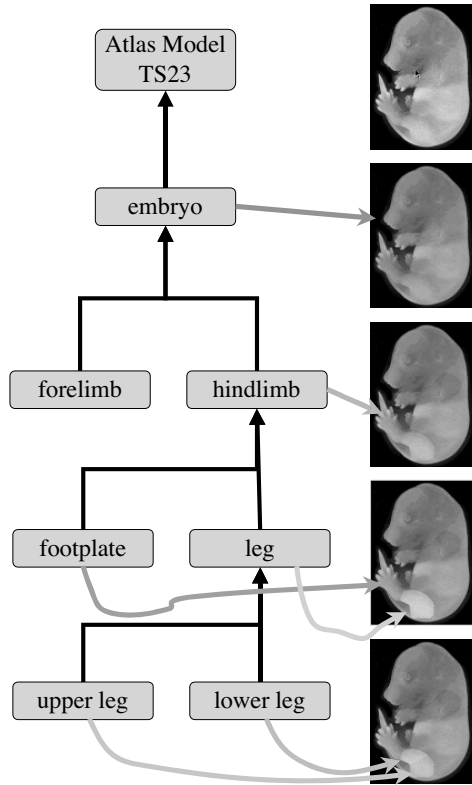 Atlas Model
TS23
embryo
forelimb
hindlimb
footplate
leg
upper leg
lower leg